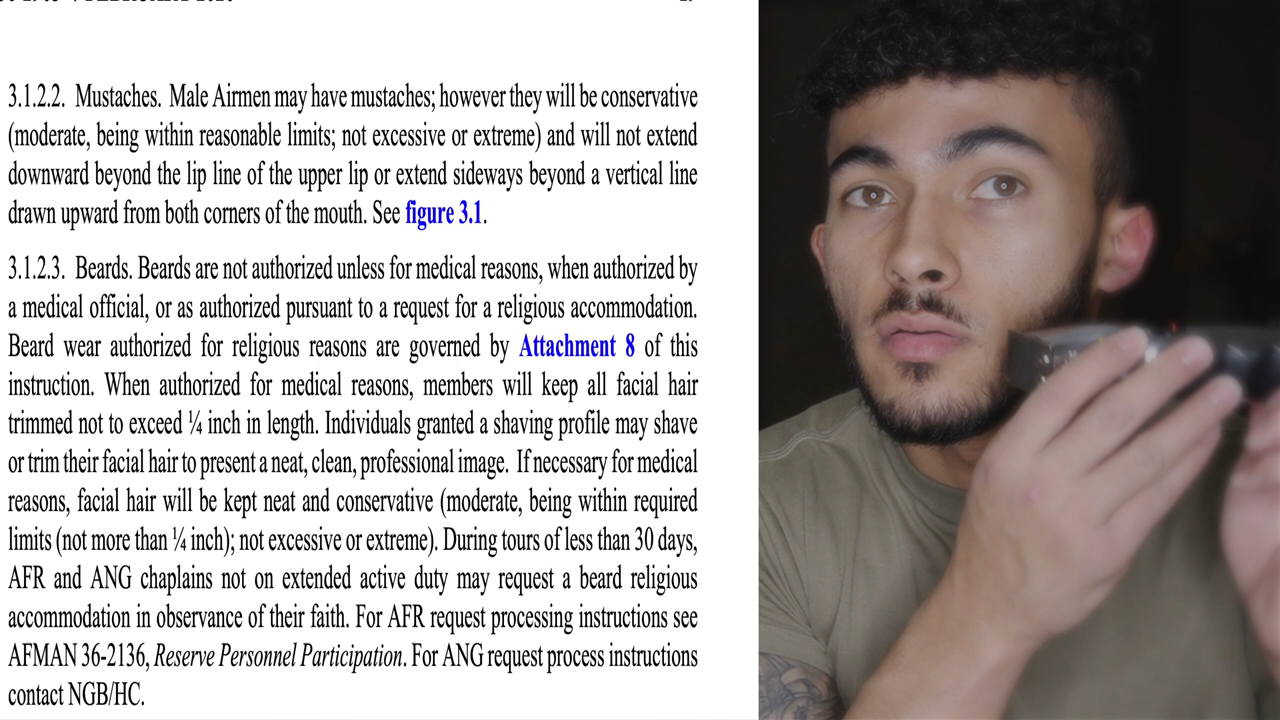 3.1.2.2. Mustaches. Male Airmen may have mustaches; however they will be conservative
(moderate, being within reasonable limits; not excessive or extreme) and will not extend
downward beyond the lip line of the upper lip or extend sideways beyond a vertical line
drawn upward from both corners of the mouth. See figure 3.1.
3.1.2.3. Beards. Beards are not authorized unless for medical reasons, when authorized by
a medical official, or as authorized pursuant to a request for a religious accommodation.
Beard wear authorized for religious reasons are governed by Attachment 8 of this
instruction. When authorized for medical reasons, members will keep all facial hair
trimmed not to exceed ¼ inch in length. Individuals granted a shaving profile may shave
or trim their facial hair to present a neat, clean, professional image. If necessary for medical
reasons, facial hair will be kept neat and conservative (moderate, being within required
limits (not more than ¼ inch); not excessive or extreme). During tours of less than 30 days,
AFR and ANG chaplains not on extended active duty may request a beard religious
accommodation in observance of their faith. For AFR request processing instructions see
AFMAN 36-2136, Reserve Personnel Participation. For ANG request process instructions
contact NGB/HC.